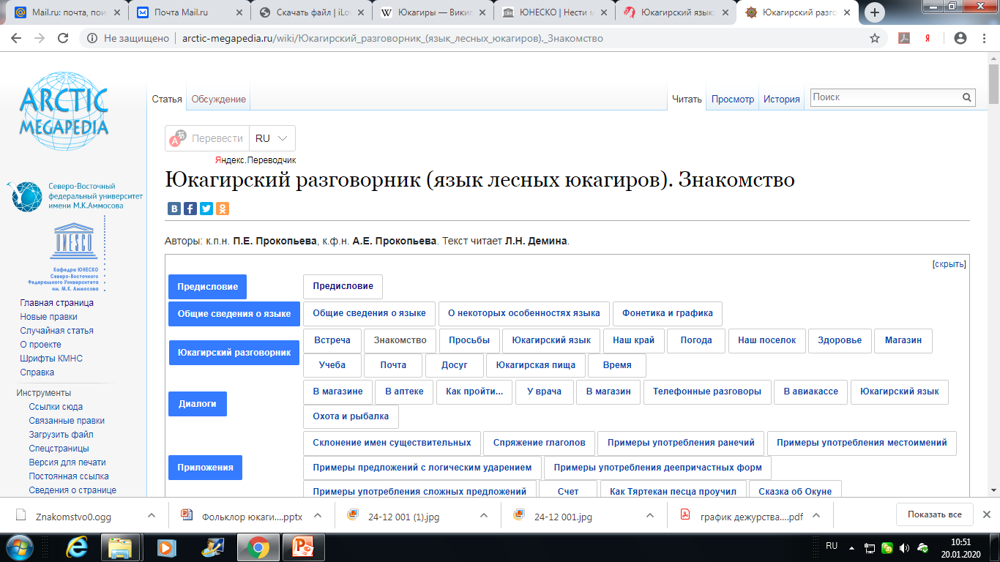 Mail.ru: почта, пои
Почта Mail.ru
Скачать файл | iLo
Юкагиры — Вики
ЮНЕСКО | Нести м
Юкагирский язык
Юкагирский разго
Не защищено
arctic-megapedia.ru/wiki/Юкагирский_разговорник_(язык_лесных_юкагиров)._Знакомство
ARCTIC
MEGAPEDIA
Статья
Обсуждение
Читать
Просмотр
История
Поиск
Перевести
RU
Яндекс.Переводчик
Юкагирский разговорник (язык лесных юкагиров). Знакомство
Северо-Восточный
федеральный университет
имени М.К.Аммосова
UNESCO
Кафедра ЮНЕСКО
Северо-Восточного
Федерального Университета
им. М.К. Аммосова
Главная страница
Новые правки
Случайная статья
О проекте
Шрифты КМНС
Справка
Инструменты
Ссылки сюда
Связанные правки
Загрузить файл
Спецстраницы
Версия для печати
Постоянная ссылка
Сведения о странице
Авторы: к.п.н. П.Е. Прокопьева, к.ф.н. А.Е. Прокопьева. Текст читает Л.Н. Демина.
[скрыть]
Предисловие
Предисловие
Общие сведения о языке
Общие сведения о языке
О некоторых особенностях языка
Фонетика и графика
Юкагирский разговорник
Встреча
Знакомство
Просьбы
Юкагирский язык
Наш край
Погода
Наш поселок
Здоровье
Магазин
Учеба
Почта
Досуг
Юкагирская пища
Время
Диалоги
В магазине
В аптеке
Как пройти...
У врача
В магазин
Телефонные разговоры
В авиакассе
Юкагирский язык
Охота и рыбалка
Приложения
Склонение имен существительных
Спряжение глаголов
Примеры употребления ранечий
Примеры употребления местоимений
Примеры предложений с логическим ударением
Примеры употребления деепричастных форм
Примеры употребления сложных предложений
Счет
Как Тяртекан песца проучил
Сказка об Окуне
Znakomstvo0.ogg
Фольклор юкаги....pptx
24-12 001 (1).jpg
24-12 001.jpg
график дежурства....pdf
Показать все
RU
10:51
20.01.2020